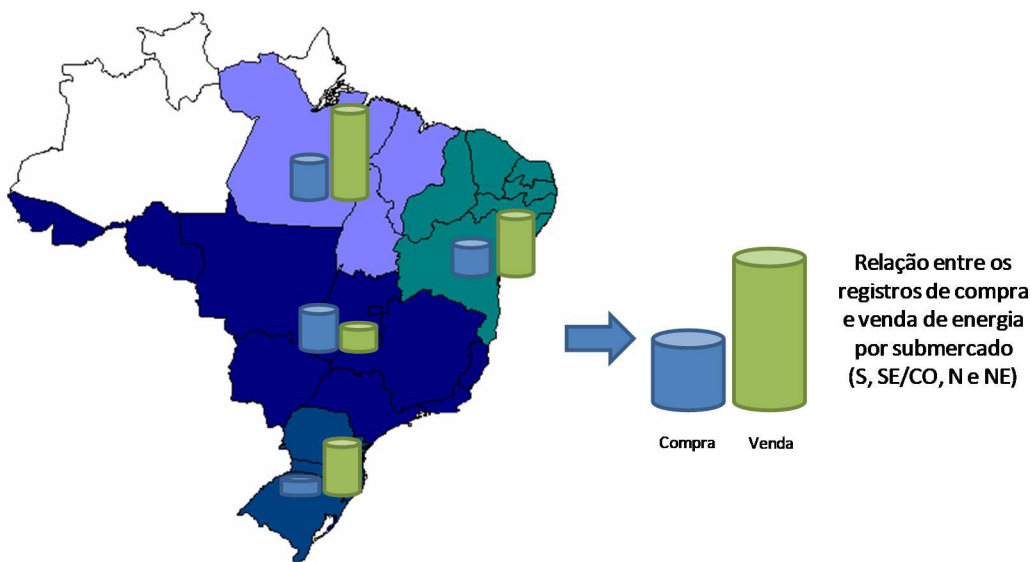 Relação entre os
registros de compra
e venda de energia
por submercado
(S, SE/CO, N e NE)
Compra
Venda